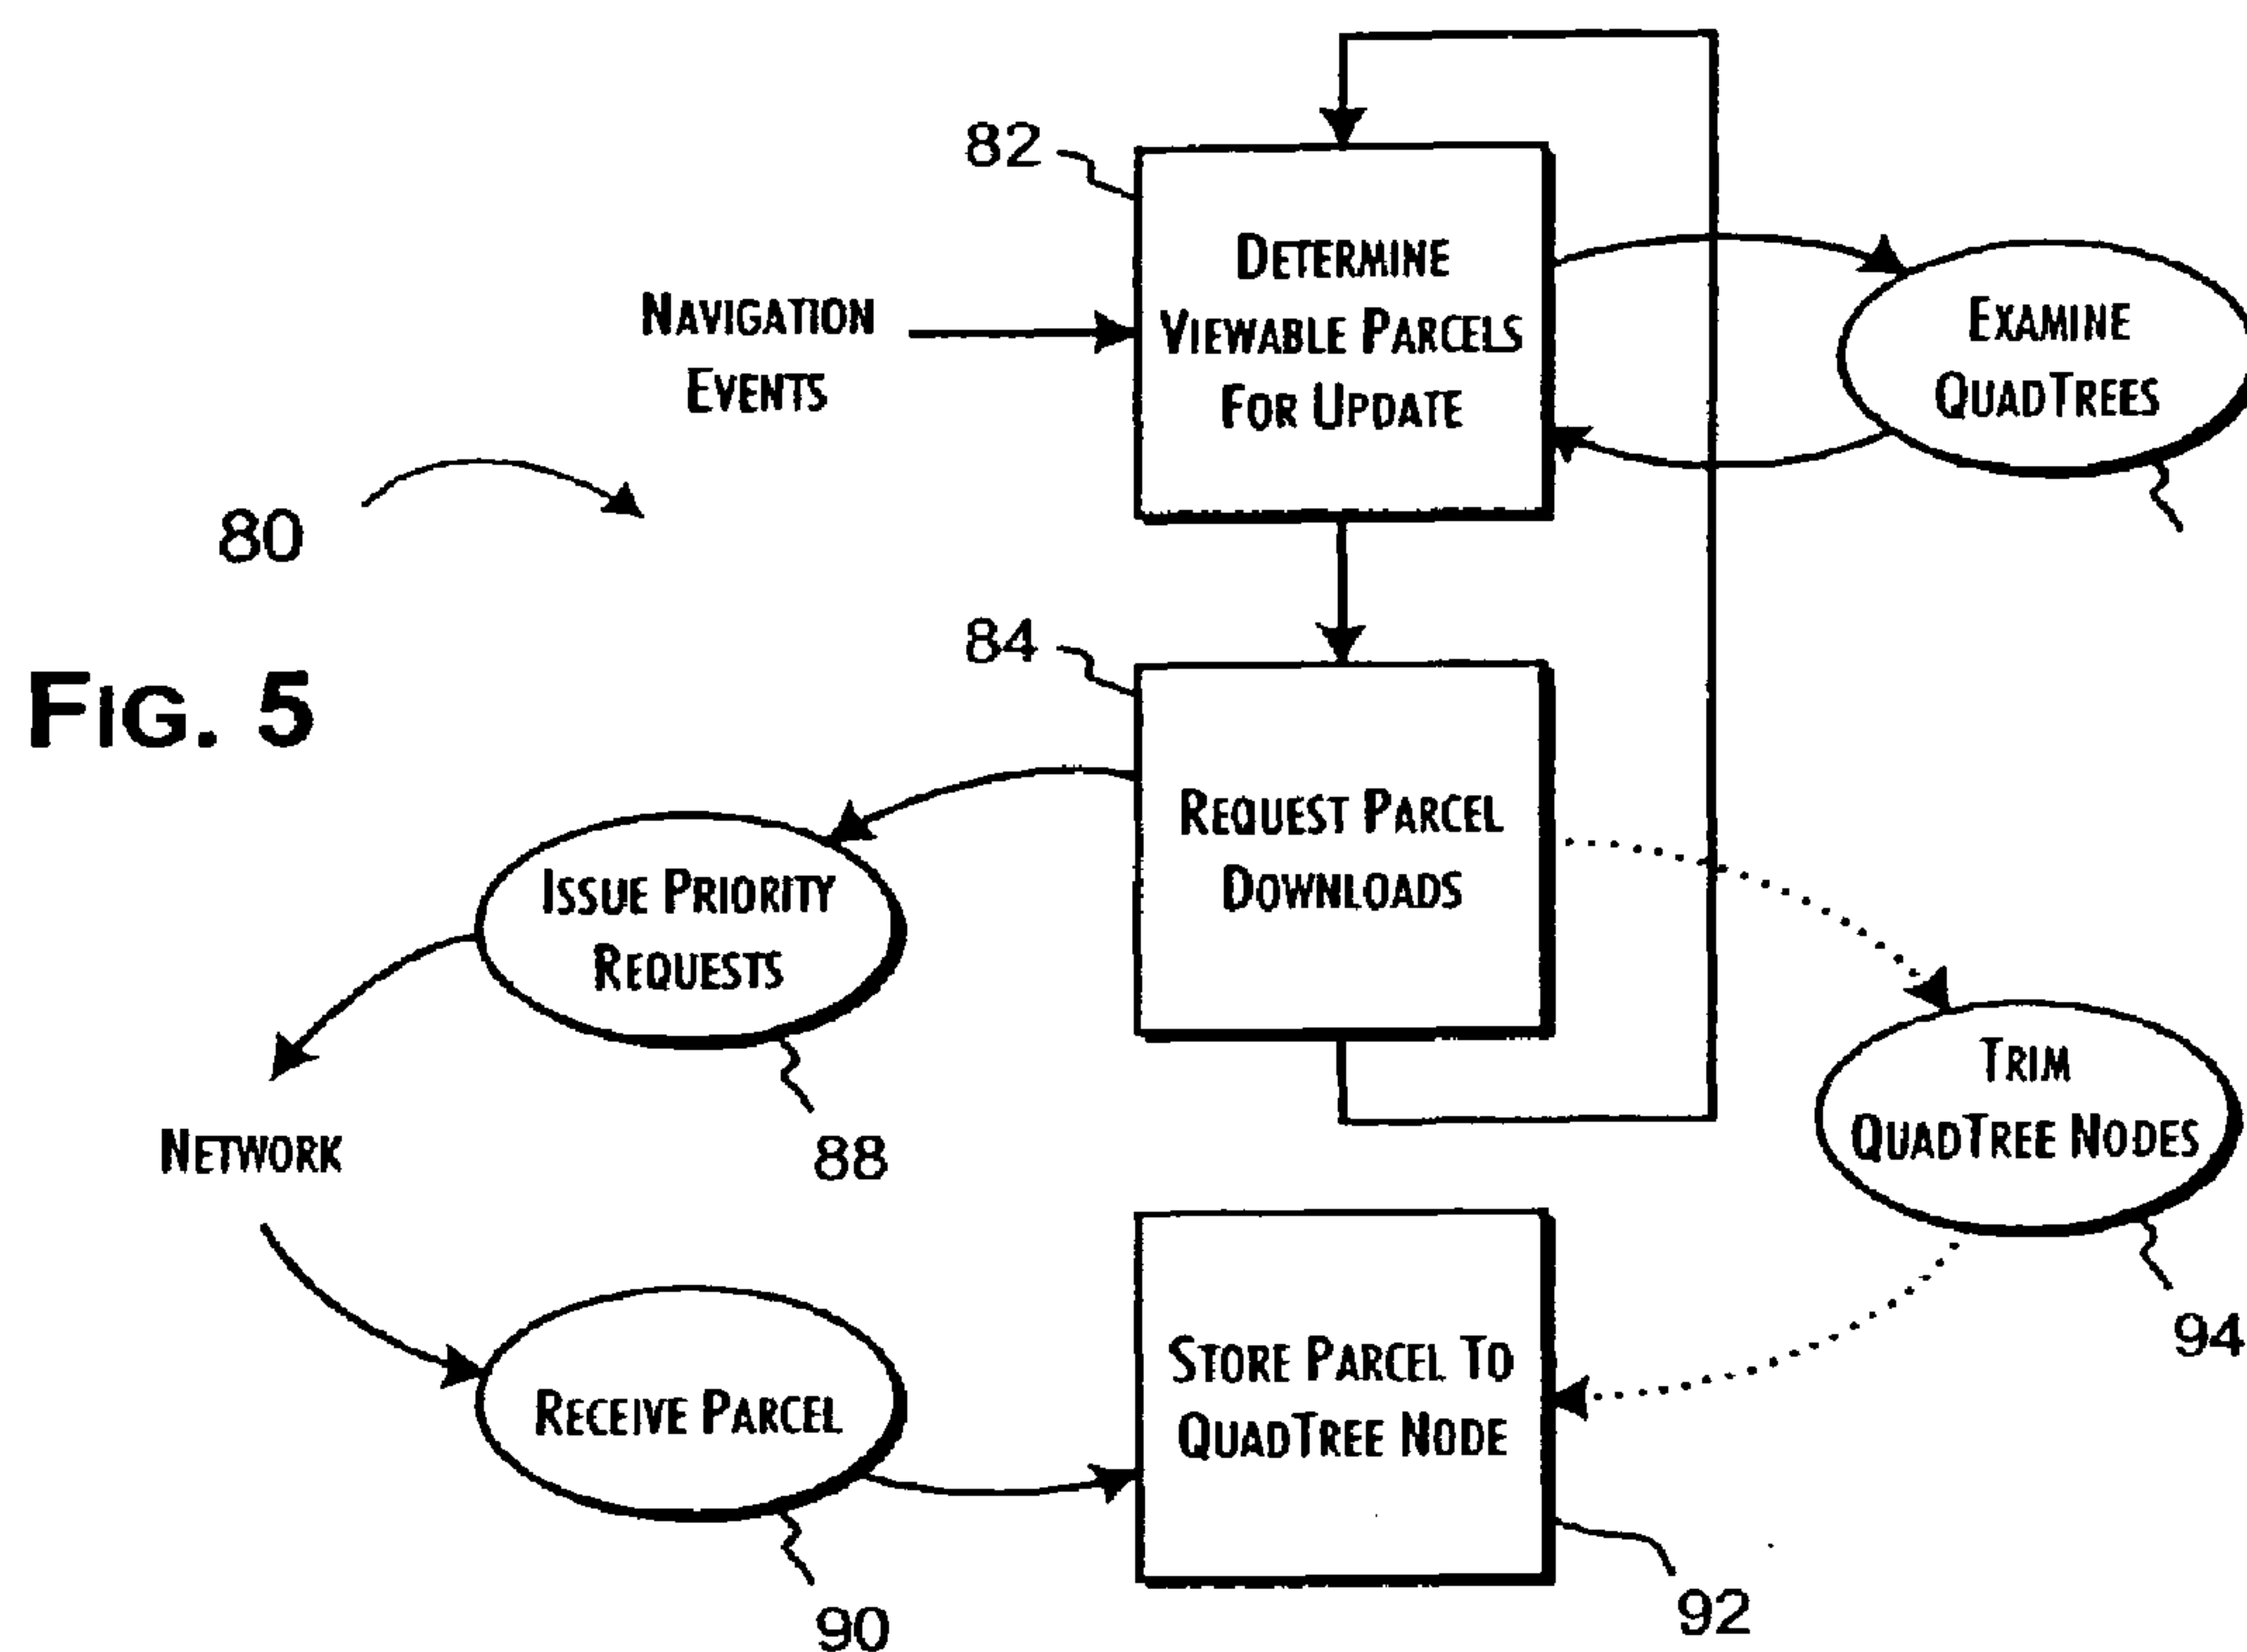 82
DETERMINE
VIEWABLE PARCELS
FOR UPDATE
NAVIGATION
EVENTS
EXAMINE
QUADTREES
80
84
FIG. 5
REQUEST PARCEL
DOWNLOADS
ISSUE PRIORITY
REQUESTS
TRIM
QUADTREE NODES
NETWORK
88
94
STORE PARCEL TO
QUADTREE NODE
RECEIVE PARCEL
92
90